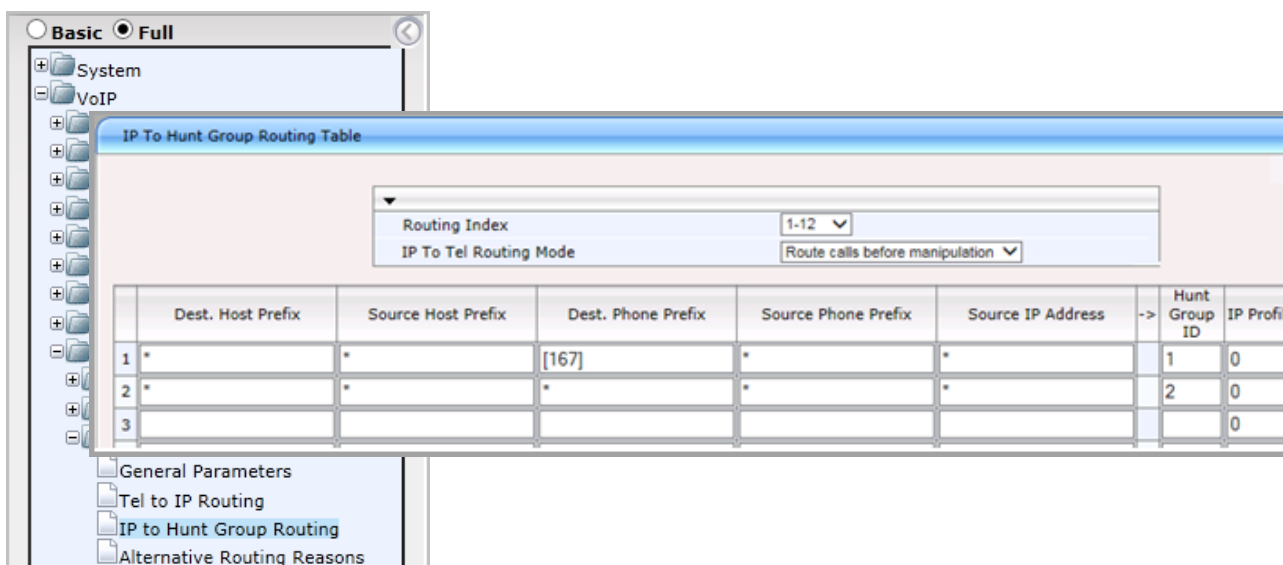 Basic Full
System
VoIP
IP To Hunt Group Routing Table
Routing Index 1-12
IP To Tel Routing Mode Route calls before manipulation
Dest. Host Prefix Source Host Prefix Dest. Phone Prefix Source Phone Prefix Source IP Address -> Hunt Group ID IP Profi
1 * * [167] * * 1 0
2 * * * * * 2 0
3 0
General Parameters
Tel to IP Routing
IP to Hunt Group Routing
Alternative Routing Reasons